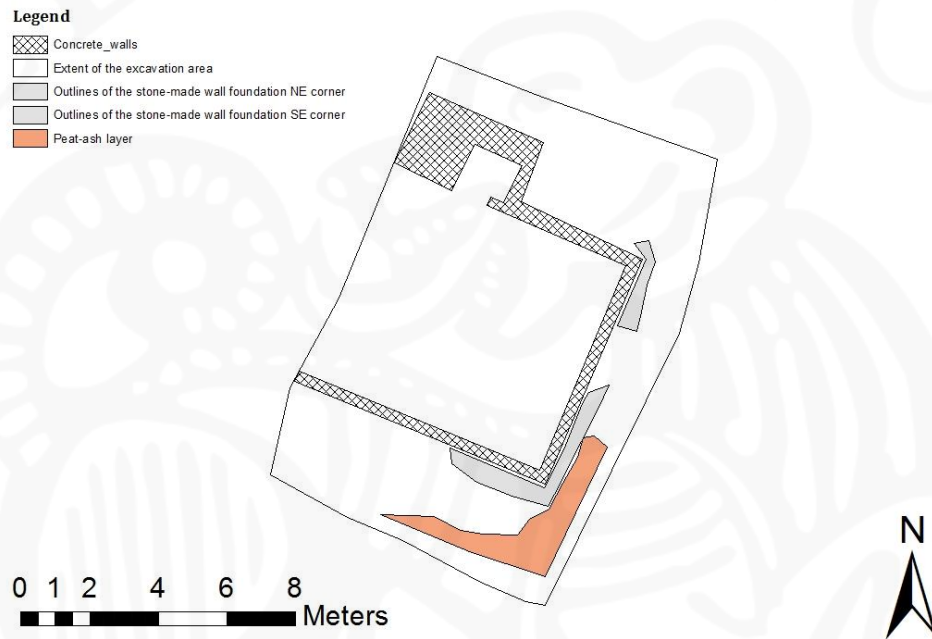 Legend
Concrete_walls
Extent of the excavation area
Outlines of the stone-made wall foundation NE corner
Outlines of the stone-made wall foundation SE corner
Peat-ash layer
N
0 1 2 4 6 8
Meters